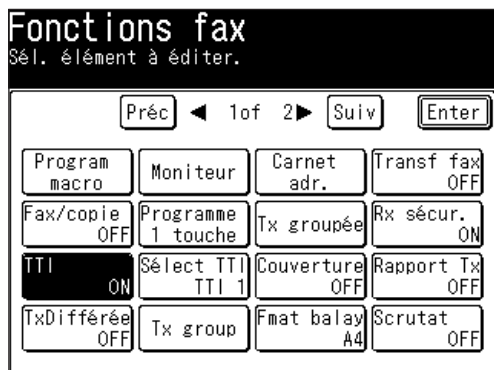 Fonctions fax
Sél. élément à éditer.
Préc ◀ 1of 2▶ Suiv Enter
Program macro
Moniteur
Carnet adr.
Transf fax OFF
Fax/copie OFF
Programme 1 touche
Tx groupée
Rx sécur. ON
TTI ON
Sélect TTI TTI 1
Couverture OFF
Rapport Tx OFF
TxDifférée OFF
Tx group
Fmat balay A4
Scrutat OFF